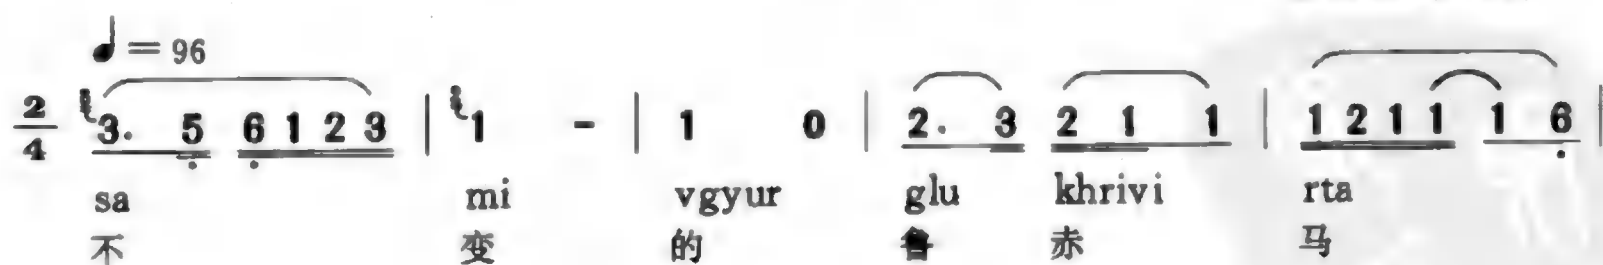 ♩= 96
2/4 3. 5 6 1 2 3 | 1 - | 1 0 | 2. 3 2 1 1 | 1 2 1 1 1 6 |
sa mi vgyur glu khrivi rta
不 变 的 鲁 赤 马